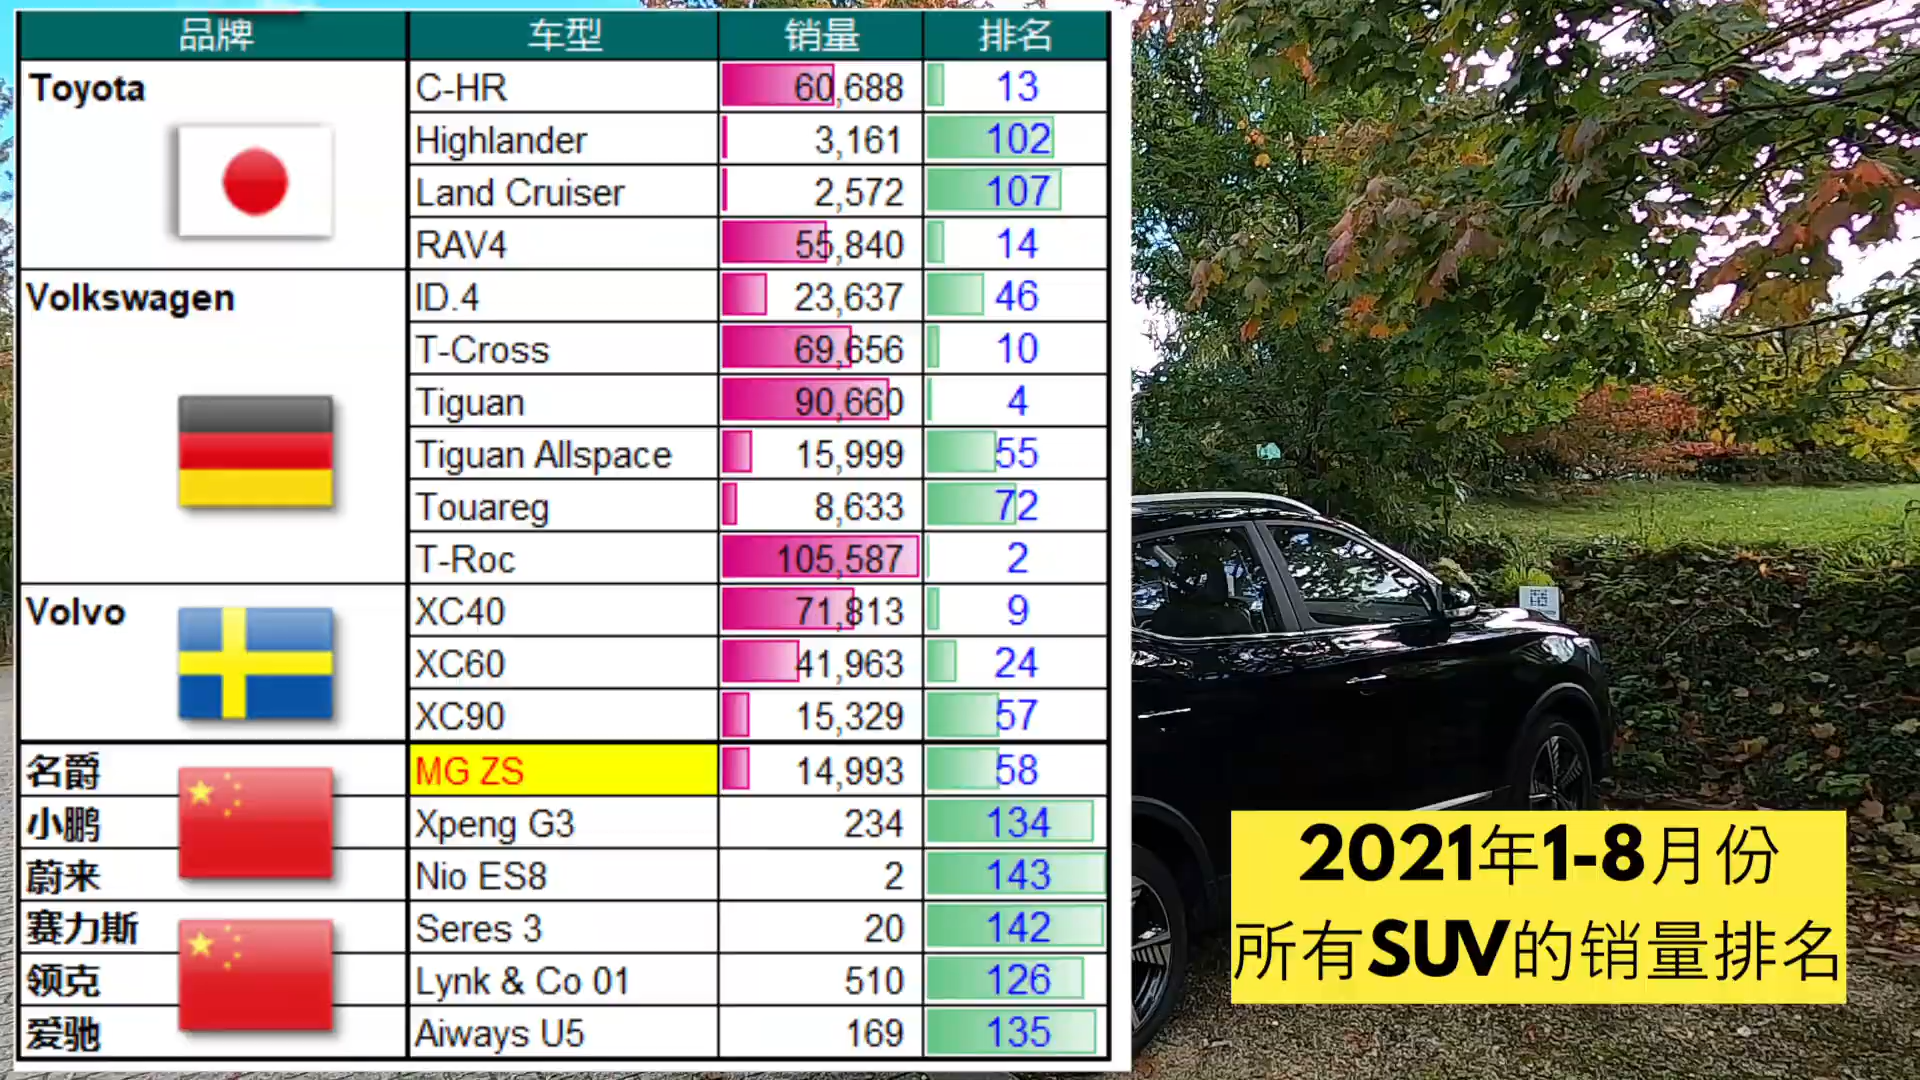 品牌 车型 销量 排名
Toyota C-HR 60,688 13
Highlander 3,161 102
Land Cruiser 2,572 107
RAV4 55,840 14
Volkswagen ID.4 23,637 46
T-Cross 69,656 10
Tiguan 90,660 4
Tiguan Allspace 15,999 55
Touareg 8,633 72
T-Roc 105,587 2
Volvo XC40 71,813 9
XC60 41,963 24
XC90 15,329 57
名爵 MG ZS 14,993 58
小鹏 Xpeng G3 234 134
蔚来 Nio ES8 2 143
赛力斯 Seres 3 20 142
领克 Lynk & Co 01 510 126
爱驰 Aiways U5 169 135
2021年1-8月份
所有SUV的销量排名